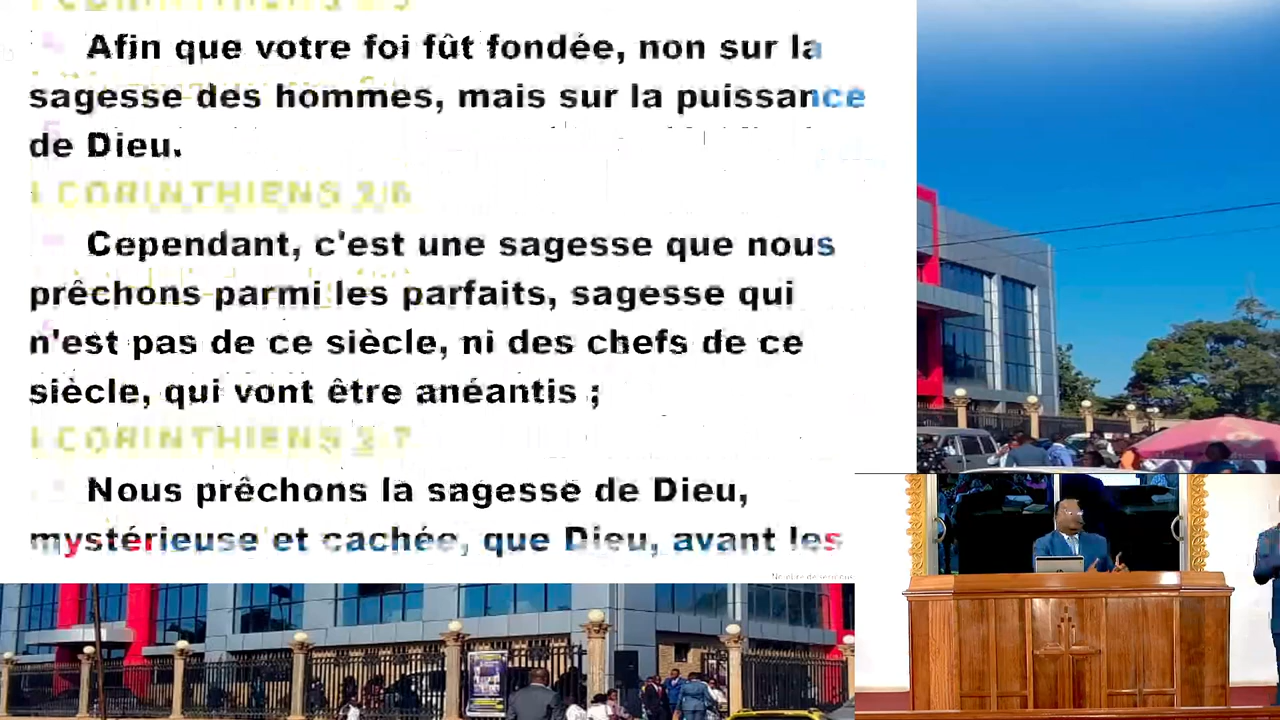 Afin que votre foi fût fondée, non sur la
sagesse des hommes, mais sur la puissance
de Dieu.
I CORINTHIENS 2/6
Cependant, c'est une sagesse que nous
prêchons parmi les parfaits, sagesse qui
n'est pas de ce siècle, ni des chefs de ce
siècle, qui vont être anéantis ;
I CORINTHIENS 2/7
Nous prêchons la sagesse de Dieu,
mystérieuse et cachée, que Dieu, avant les